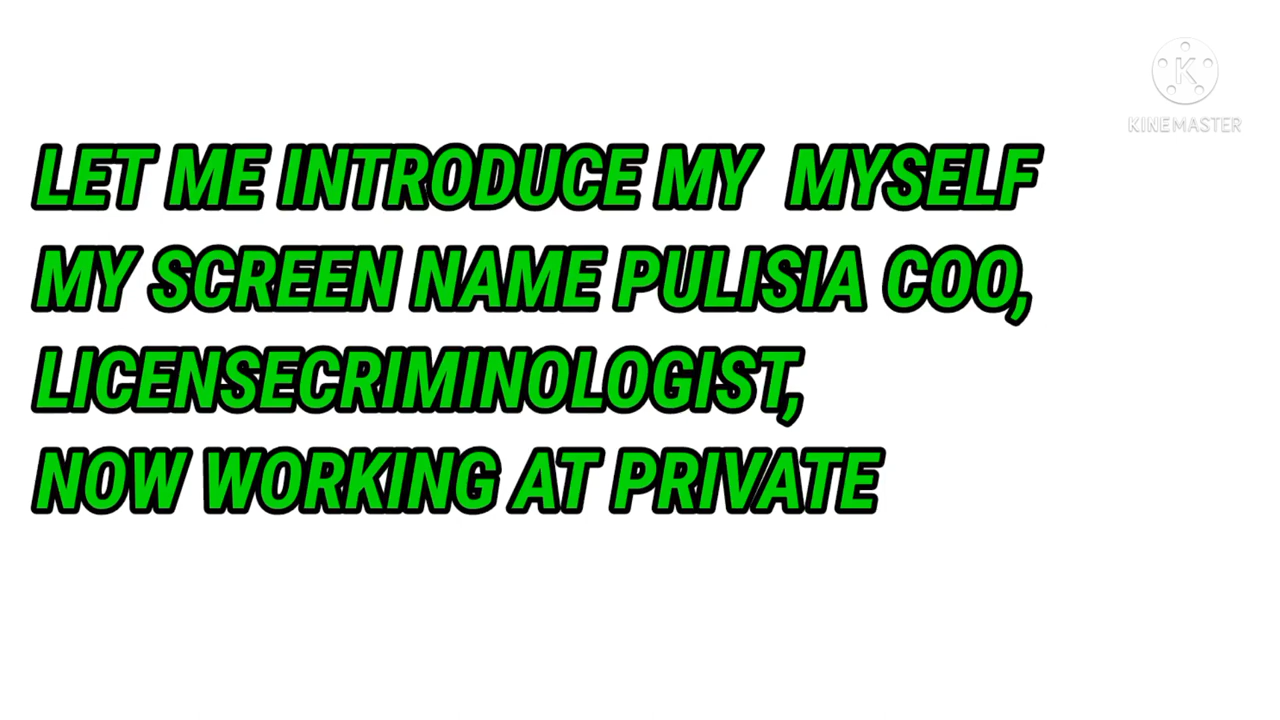 KINEMASTER
LET ME INTRODUCE MY  MYSELF
MY SCREEN NAME PULISIA COO,
LICENSECRIMINOLOGIST,
NOW WORKING AT PRIVATE